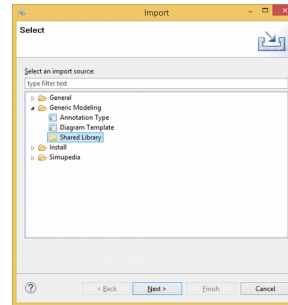 Import
Select
Select an import source:
type filter text
General
Generic Modeling
Annotation Type
Diagram Template
Shared Library
Install
Simupedia
?
< Back
Next >
Finish
Cancel